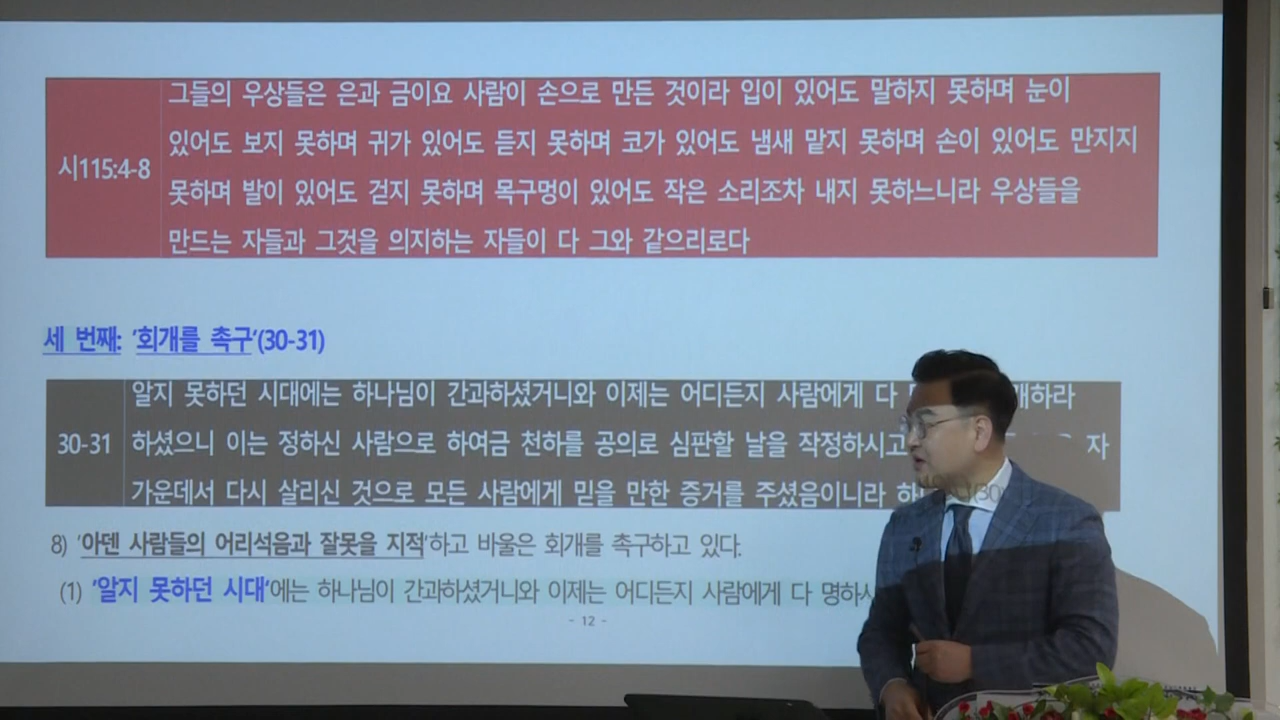 그들의 우상들은 은과 금이요 사람이 손으로 만든 것이라 입이 있어도 말하지 못하며 눈이
있어도 보지 못하며 귀가 있어도 듣지 못하며 코가 있어도 냄새 맡지 못하며 손이 있어도 만지지
시115:4-8
못하며 발이 있어도 걷지 못하며 목구멍이 있어도 작은 소리조차 내지 못하느니라 우상들을
만드는 자들과 그것을 의지하는 자들이 다 그와 같으리로다
세 번째: '회개를 촉구'(30-31)
알지 못하던 시대에는 하나님이 간과하셨거니와 이제는 어디든지 사람에게 다 개하라
30-31 하셨으니 이는 정하신 사람으로 하여금 천하를 공의로 심판할 날을 작정하시고 자
가운데서 다시 살리신 것으로 모든 사람에게 믿을 만한 증거를 주셨음이니라
8) '아덴 사람들의 어리석음과 잘못을 지적'하고 바울은 회개를 촉구하고 있다.
(1) '알지 못하던 시대'에는 하나님이 간과하셨거니와 이제는 어디든지 사람에게 다 명하시
- 12 -